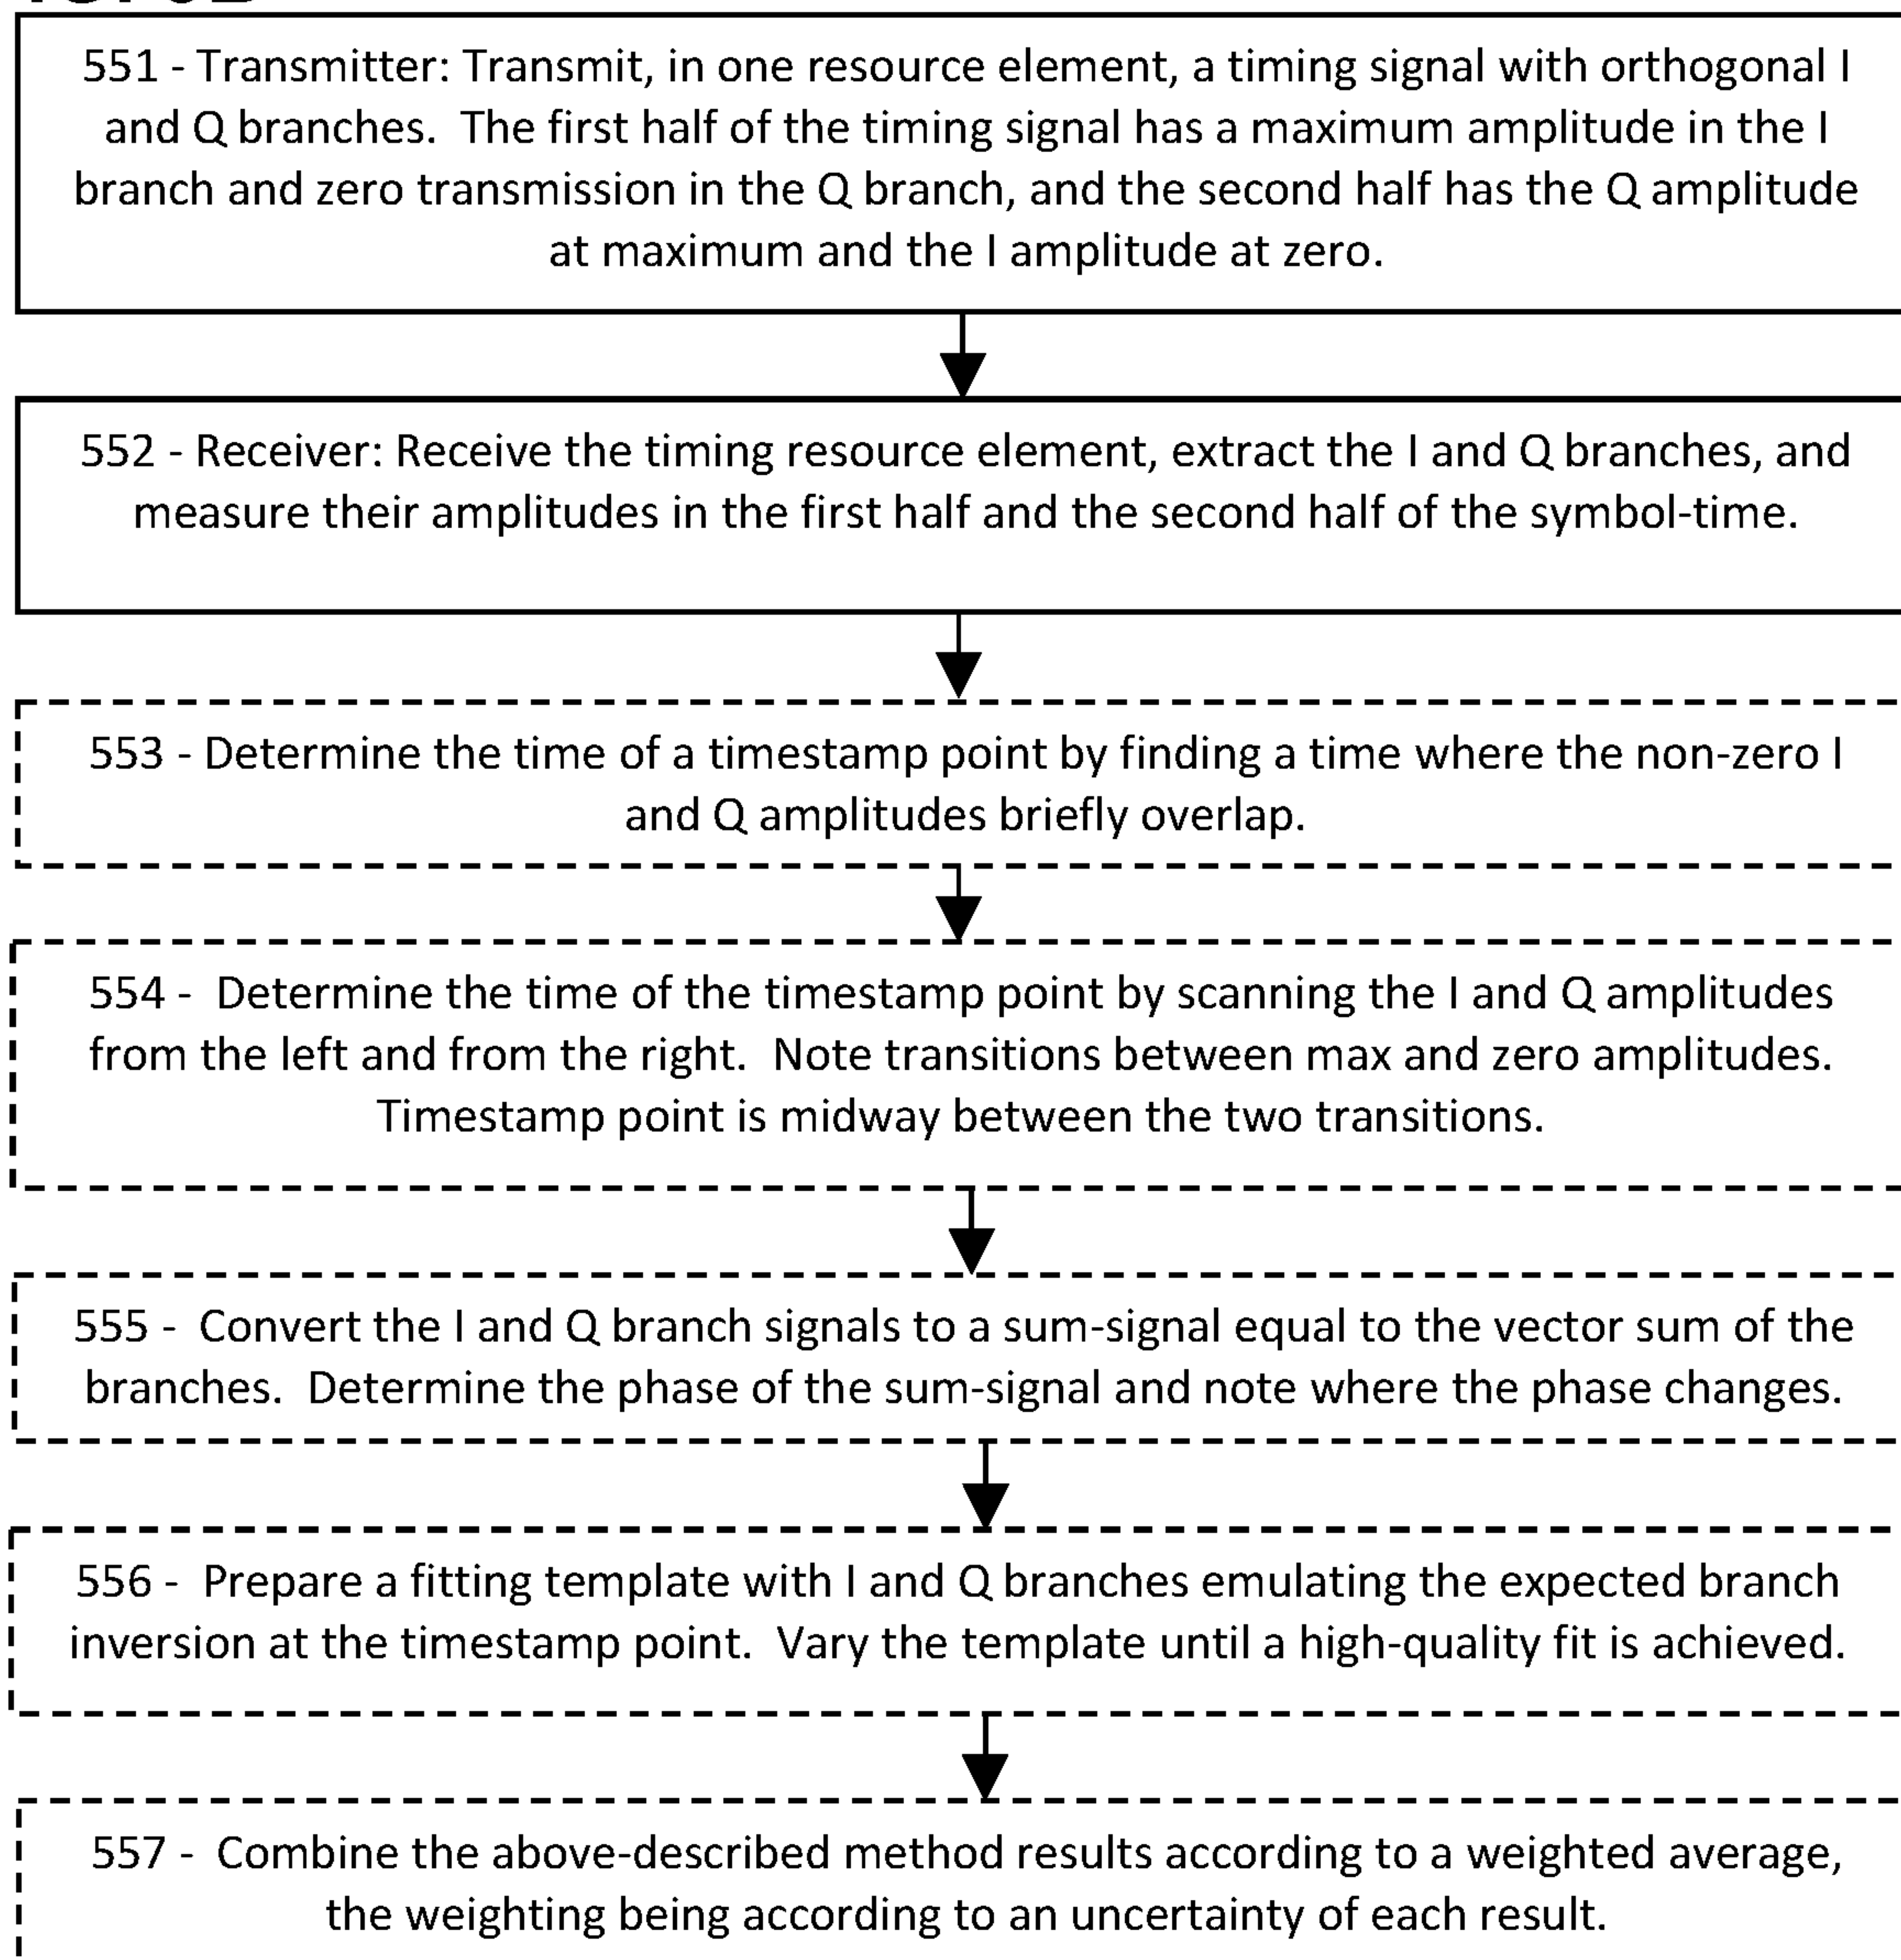 551 - Transmitter: Transmit, in one resource element, a timing signal with orthogonal I
and Q branches. The first half of the timing signal has a maximum amplitude in the I
branch and zero transmission in the Q branch, and the second half has the Q amplitude
at maximum and the I amplitude at zero.
552 - Receiver: Receive the timing resource element, extract the I and Q branches, and
measure their amplitudes in the first half and the second half of the symbol-time.
553 - Determine the time of a timestamp point by finding a time where the non-zero I
and Q amplitudes briefly overlap.
554 - Determine the time of the timestamp point by scanning the I and Q amplitudes
from the left and from the right. Note transitions between max and zero amplitudes.
Timestamp point is midway between the two transitions.
555 - Convert the I and Q branch signals to a sum-signal equal to the vector sum of the
branches. Determine the phase of the sum-signal and note where the phase changes.
556 - Prepare a fitting template with I and Q branches emulating the expected branch
inversion at the timestamp point. Vary the template until a high-quality fit is achieved.
557 - Combine the above-described method results according to a weighted average,
the weighting being according to an uncertainty of each result.